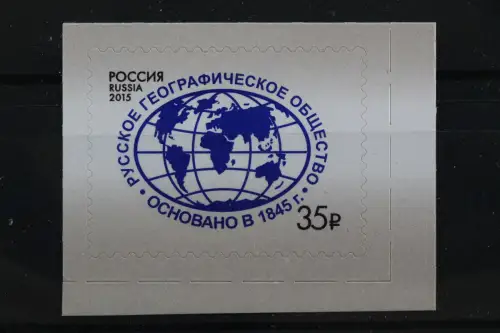 РОССИЯ
RUSSIA
2015
• РУССКОЕ ГЕОГРАФИЧЕСКОЕ ОБЩЕСТВО •
ОСНОВАНО В 1845 г.
35₽